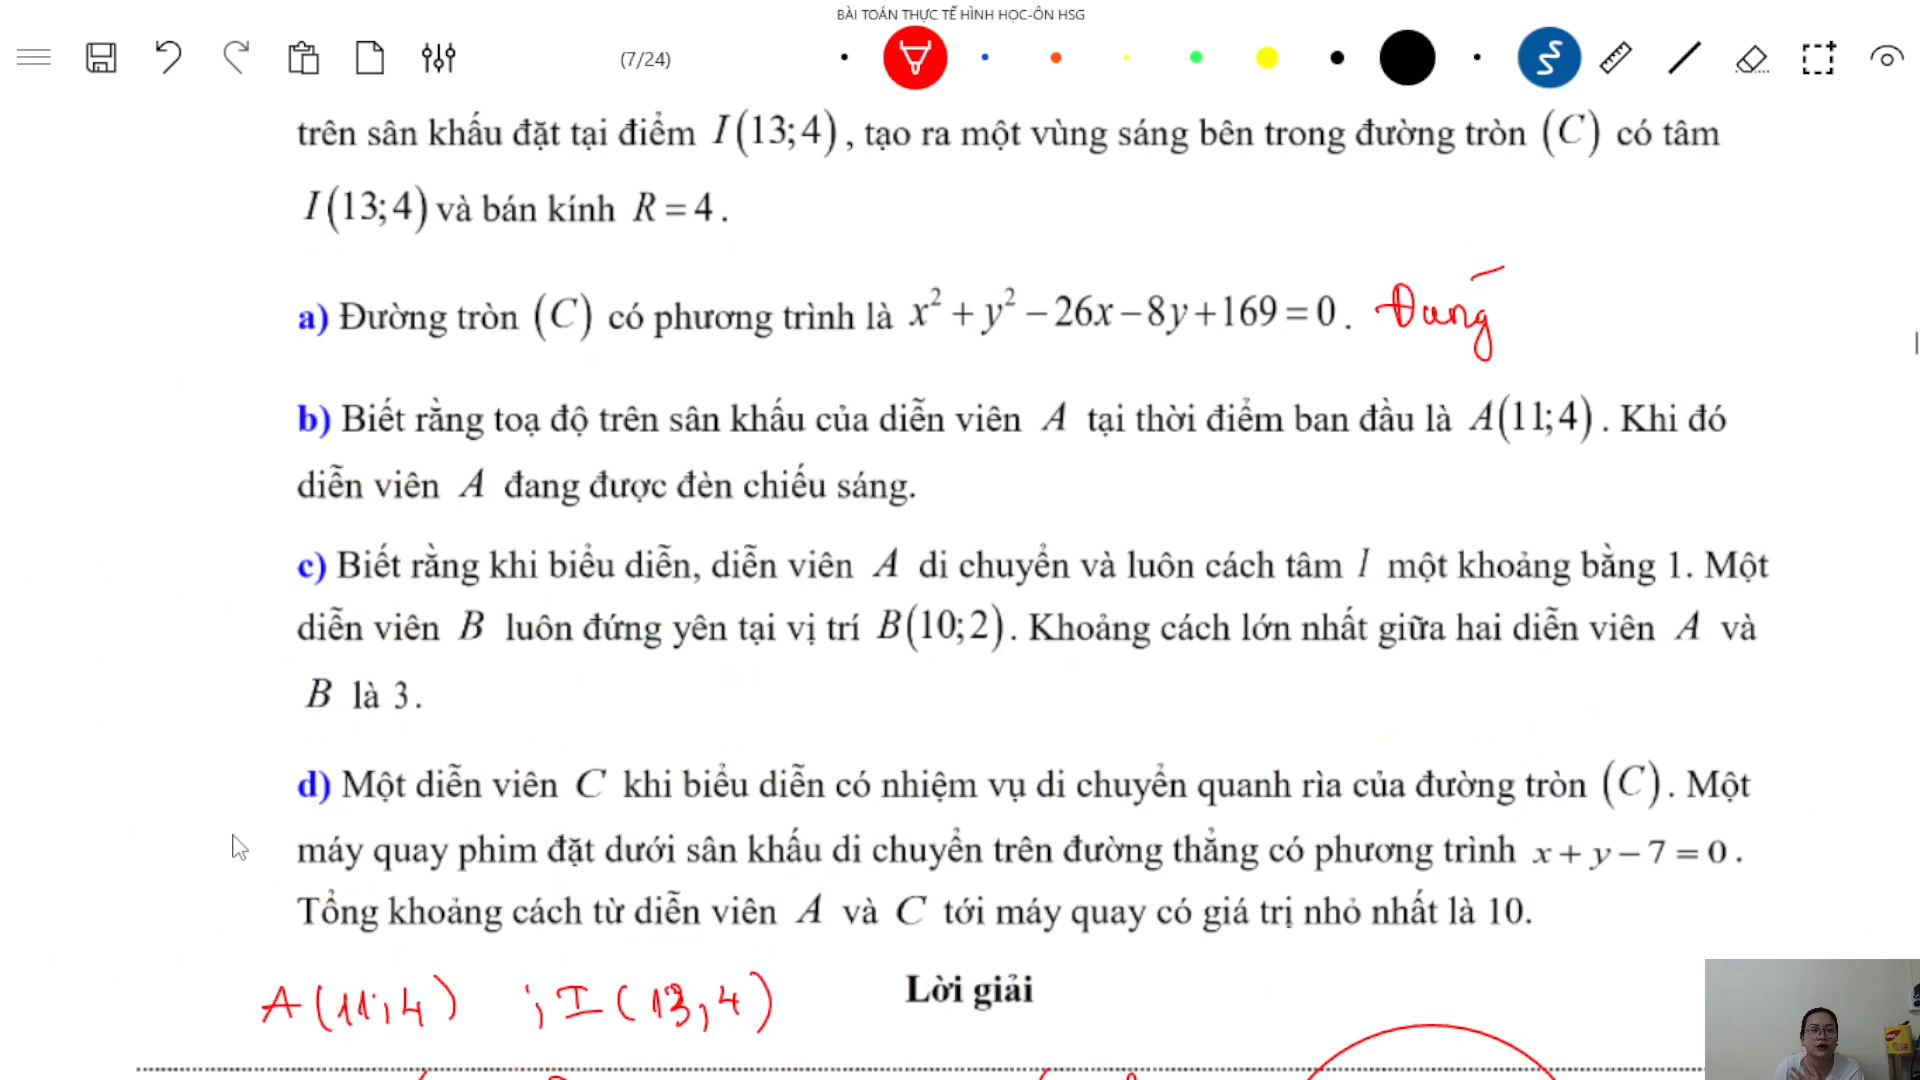 BÀI TOÁN THỰC TẾ HÌNH HỌC-ÔN HSG
(7/24)
trên sân khấu đặt tại điểm I(13;4), tạo ra một vùng sáng bên trong đường tròn (C) có tâm
I(13;4) và bán kính R = 4.
a) Đường tròn (C) có phương trình là x² + y² − 26x − 8y + 169 = 0. Đúng
b) Biết rằng toạ độ trên sân khấu của diễn viên A tại thời điểm ban đầu là A(11;4). Khi đó
diễn viên A đang được đèn chiếu sáng.
c) Biết rằng khi biểu diễn, diễn viên A di chuyển và luôn cách tâm I một khoảng bằng 1. Một
diễn viên B luôn đứng yên tại vị trí B(10;2). Khoảng cách lớn nhất giữa hai diễn viên A và
B là 3.
d) Một diễn viên C khi biểu diễn có nhiệm vụ di chuyển quanh rìa của đường tròn (C). Một
máy quay phim đặt dưới sân khấu di chuyển trên đường thẳng có phương trình x + y − 7 = 0.
Tổng khoảng cách từ diễn viên A và C tới máy quay có giá trị nhỏ nhất là 10.
Lời giải
A(11;4) ; I(13,4)